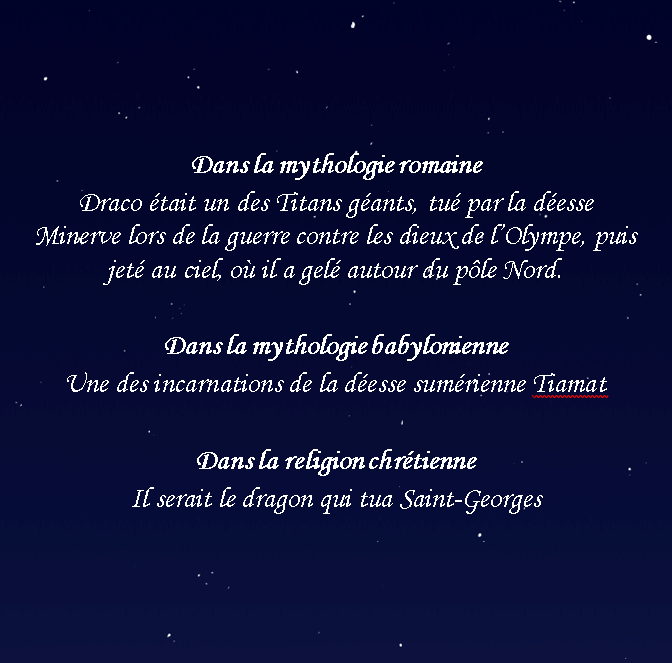 Dans la mythologie romaine
Draco était un des Titans géants, tué par la déesse
Minerve lors de la guerre contre les dieux de l'Olympe, puis
jeté au ciel, où il a gelé autour du pôle Nord.
Dans la mythologie babylonienne
Une des incarnations de la déesse sumérienne Tiamat
Dans la religion chrétienne
Il serait le dragon qui tua Saint-Georges